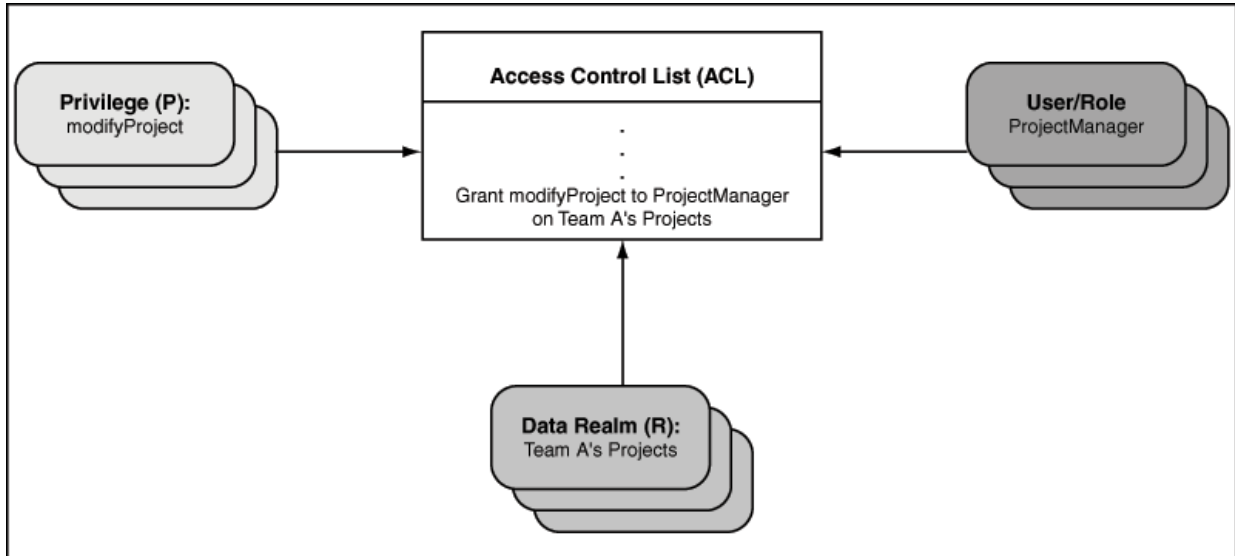 Privilege (P):
modifyProject
Access Control List (ACL)
.
.
.
Grant modifyProject to ProjectManager
on Team A's Projects
User/Role
ProjectManager
Data Realm (R):
Team A's Projects